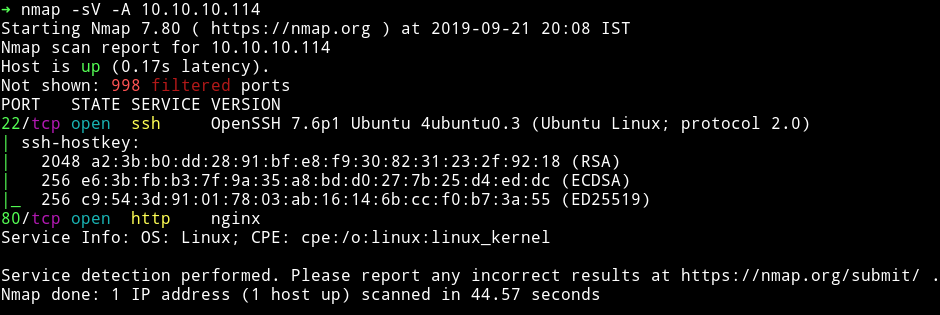 ➜ nmap -sV -A 10.10.10.114
Starting Nmap 7.80 ( https://nmap.org ) at 2019-09-21 20:08 IST
Nmap scan report for 10.10.10.114
Host is up (0.17s latency).
Not shown: 998 filtered ports
PORT   STATE SERVICE VERSION
22/tcp open  ssh     OpenSSH 7.6p1 Ubuntu 4ubuntu0.3 (Ubuntu Linux; protocol 2.0)
| ssh-hostkey:
|   2048 a2:3b:b0:dd:28:91:bf:e8:f9:30:82:31:23:2f:92:18 (RSA)
|   256 e6:3b:fb:b3:7f:9a:35:a8:bd:d0:27:7b:25:d4:ed:dc (ECDSA)
|_  256 c9:54:3d:91:01:78:03:ab:16:14:6b:cc:f0:b7:3a:55 (ED25519)
80/tcp open  http    nginx
Service Info: OS: Linux; CPE: cpe:/o:linux:linux_kernel

Service detection performed. Please report any incorrect results at https://nmap.org/submit/ .
Nmap done: 1 IP address (1 host up) scanned in 44.57 seconds